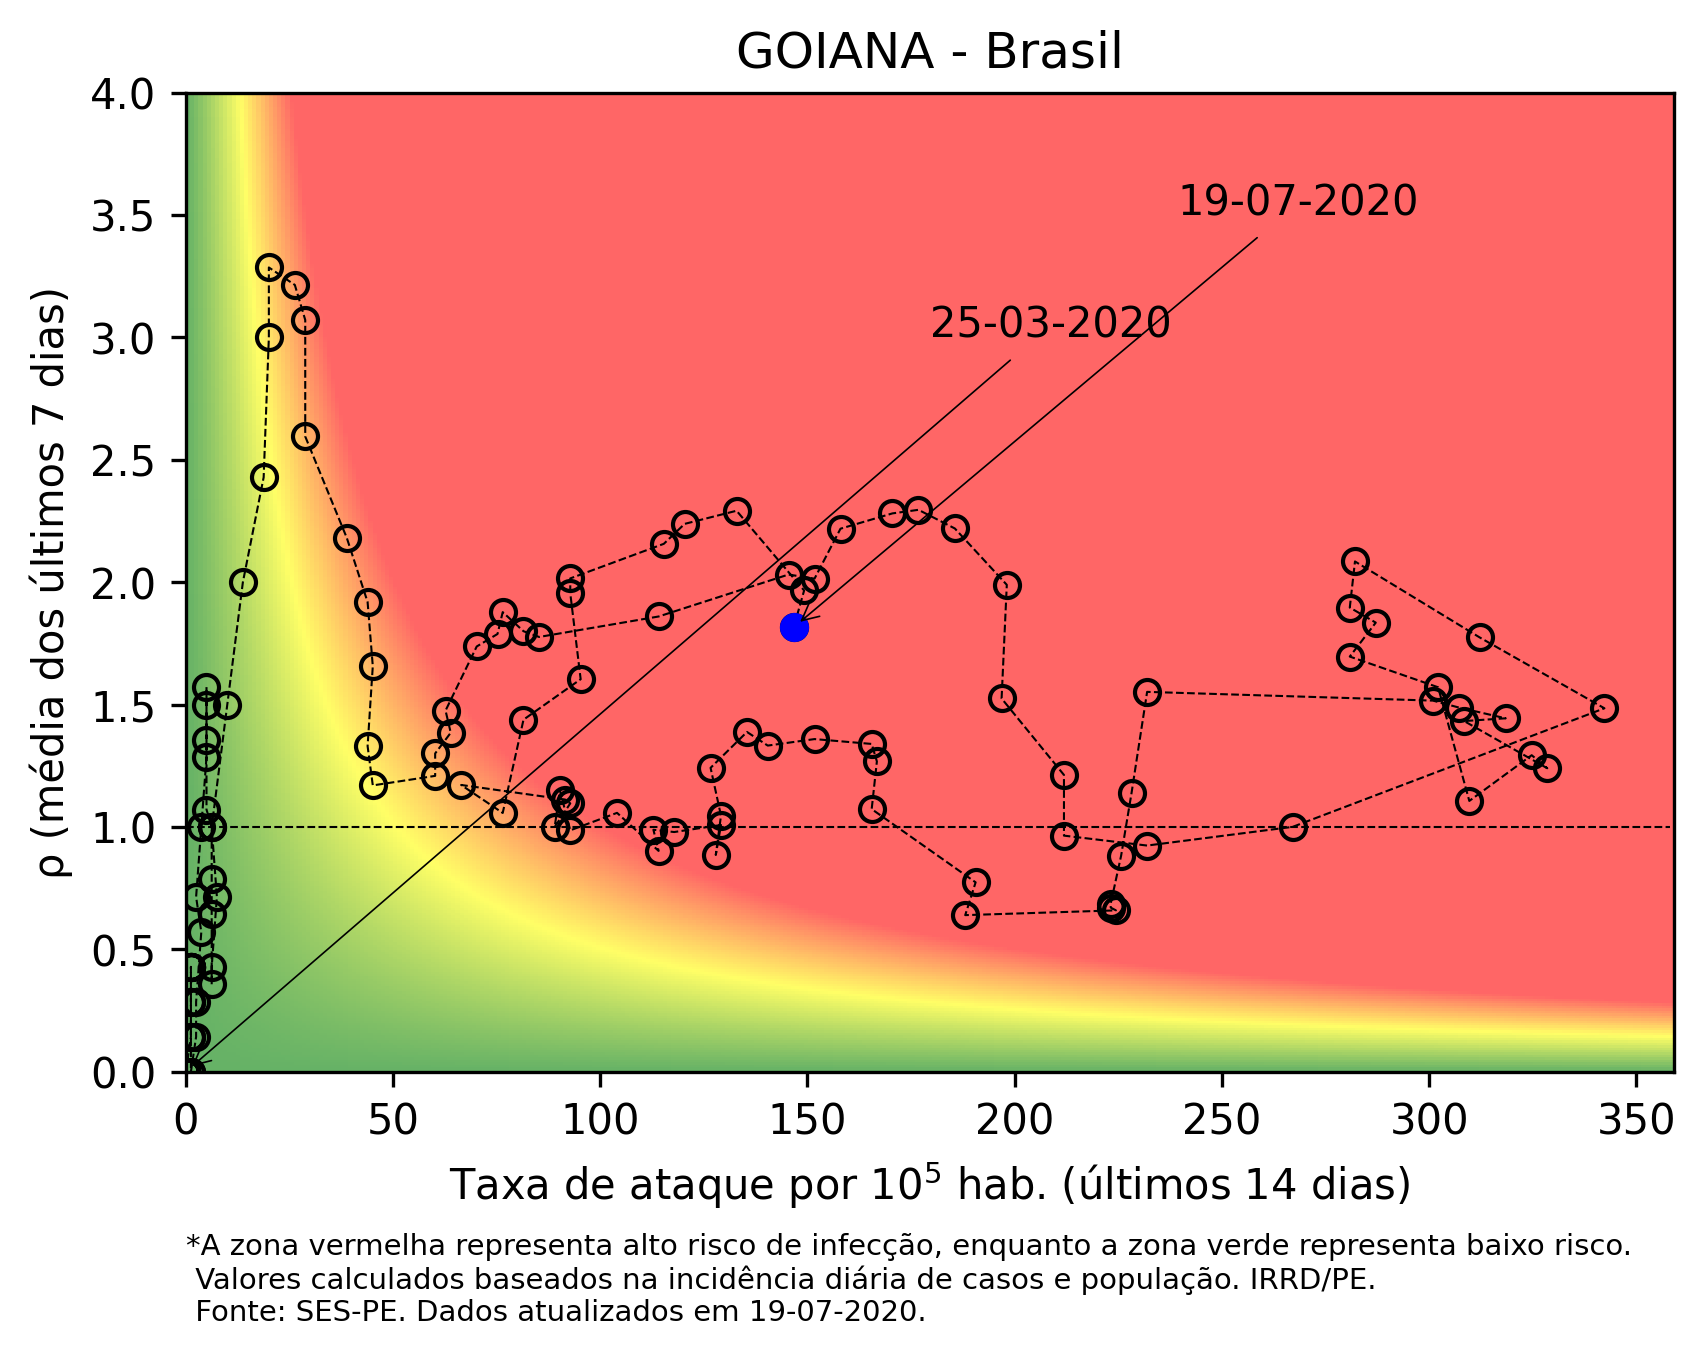 GOIANA - Brasil
4.0
3.5
3.0
2.5
2.0
1.5
1.0
0.5
0.0
ρ (média dos últimos 7 dias)
19-07-2020
25-03-2020
0 50 100 150 200 250 300 350
Taxa de ataque por 10⁵ hab. (últimos 14 dias)
*A zona vermelha representa alto risco de infecção, enquanto a zona verde representa baixo risco.
Valores calculados baseados na incidência diária de casos e população. IRRD/PE.
Fonte: SES-PE. Dados atualizados em 19-07-2020.